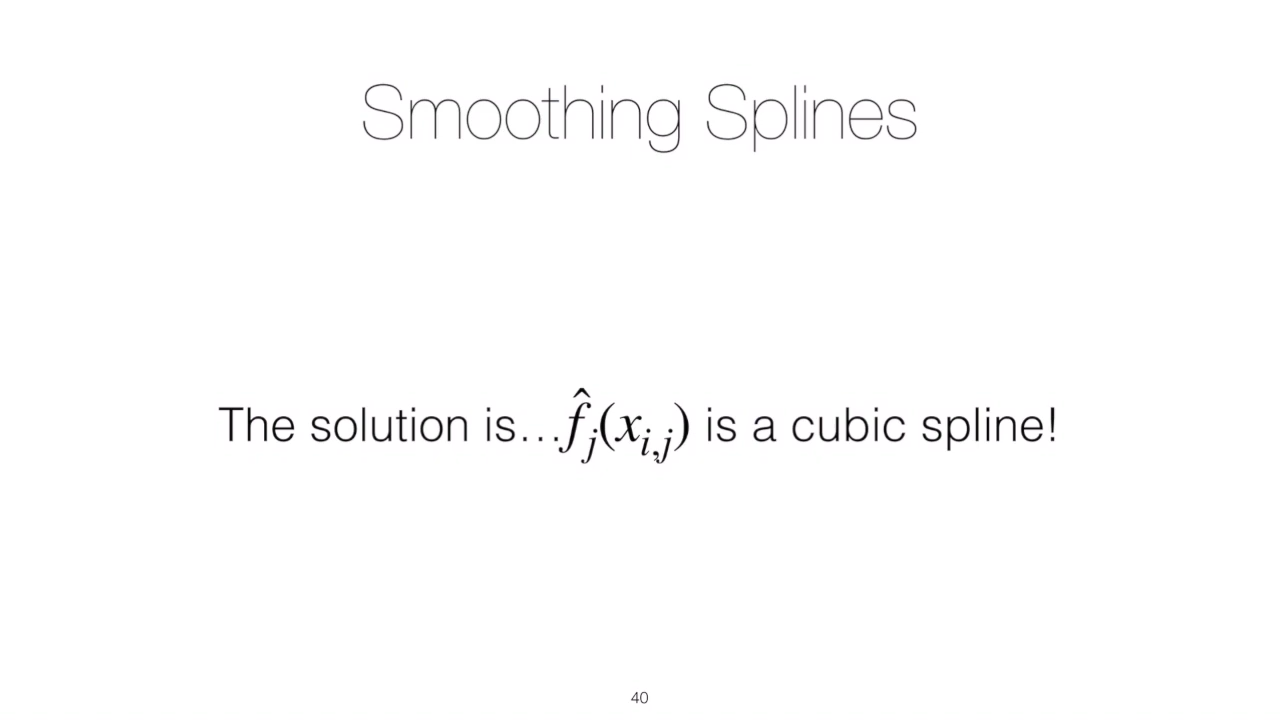 Smoothing Splines
The solution is…f̂ⱼ(xᵢ,ⱼ) is a cubic spline!
40